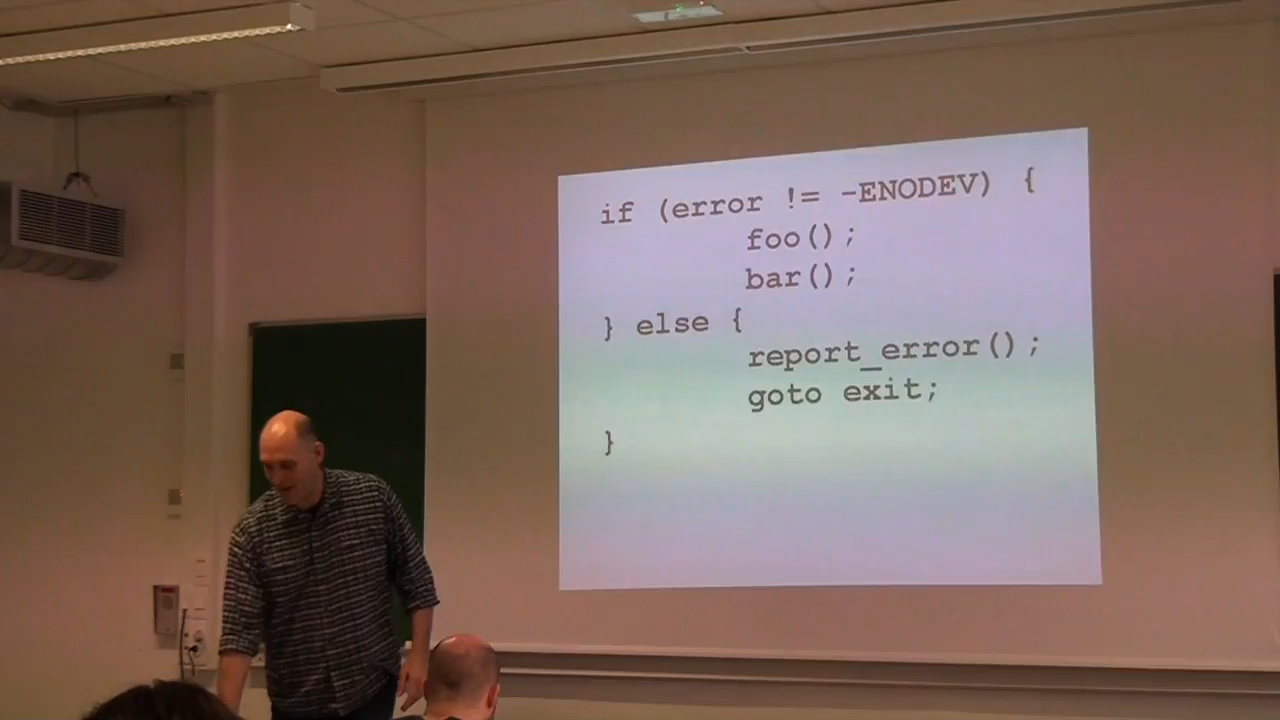 if (error != -ENODEV) {
foo();
bar();
} else {
report_error();
goto exit;
}